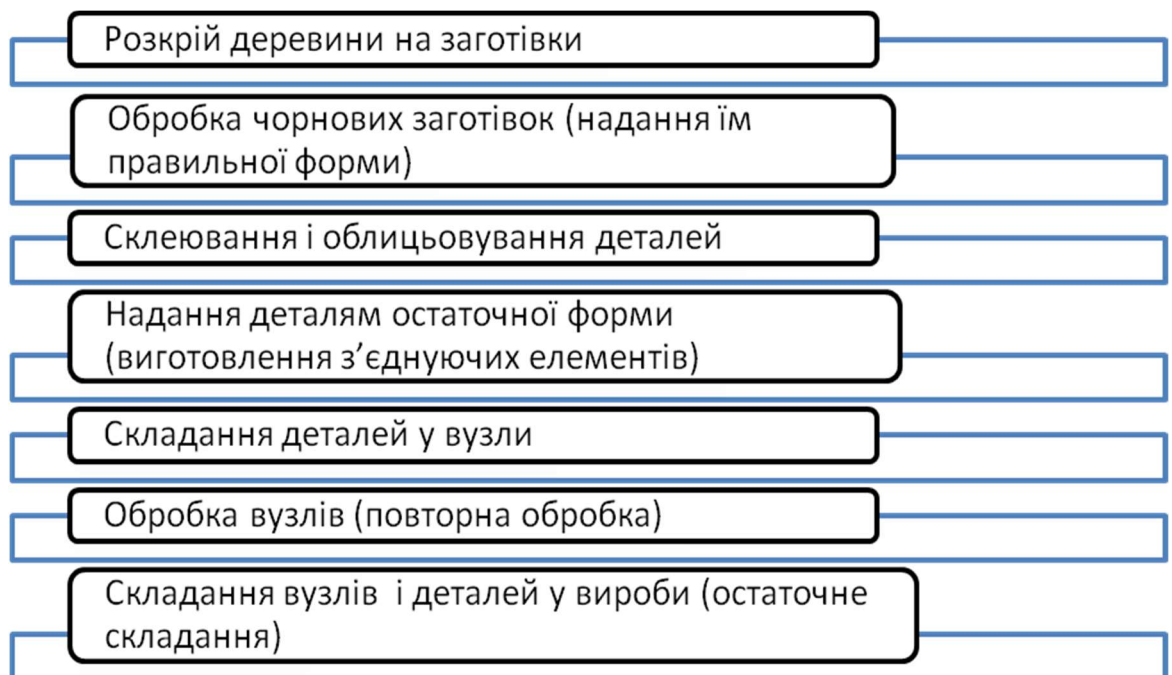 Розкрій деревини на заготівки
Обробка чорнових заготівок (надання їм
правильної форми)
Склеювання і облицьовування деталей
Надання деталям остаточної форми
(виготовлення з’єднуючих елементів)
Складання деталей у вузли
Обробка вузлів (повторна обробка)
Складання вузлів і деталей у вироби (остаточне
складання)